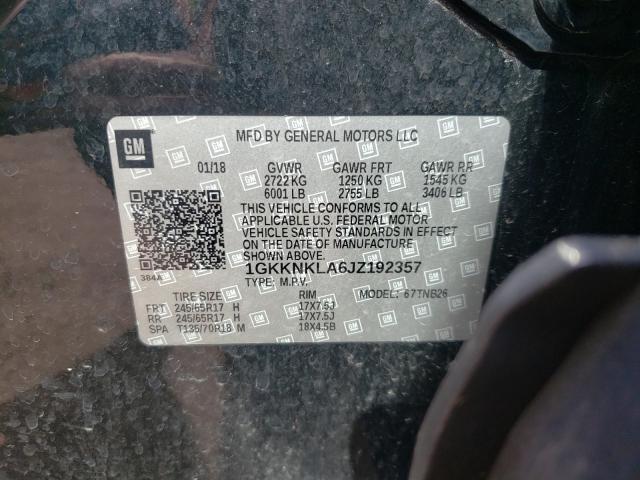 GM
MFD BY GENERAL MOTORS LLC
01/18 GVWR GAWR FRT GAWR RR
2722 KG 1250 KG 1545 KG
6001 LB 2755 LB 3406 LB
THIS VEHICLE CONFORMS TO ALL
APPLICABLE U.S. FEDERAL MOTOR
VEHICLE SAFETY STANDARDS IN EFFECT
ON THE DATE OF MANUFACTURE SHOWN
ABOVE.
384A
1GKKNKLA6JZ192357
TYPE: M.P.V.
TIRE SIZE RIM MODEL: 67TNB26
FRT 245/65R17 H 17X7.5J
RR 245/65R17 H 17X7.5J
SPA T135/70R18 M 18X4.5B